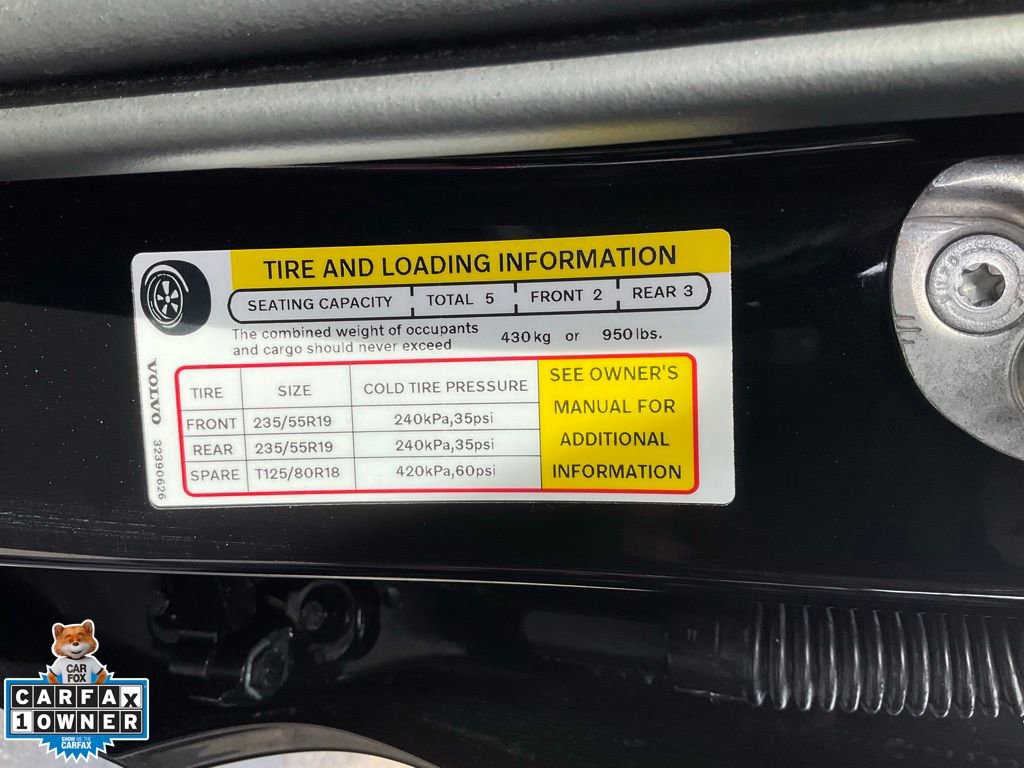 TIRE AND LOADING INFORMATION
SEATING CAPACITY TOTAL 5 FRONT 2 REAR 3
The combined weight of occupants
and cargo should never exceed 430kg or 950lbs.
TIRE SIZE COLD TIRE PRESSURE
FRONT 235/55R19 240kPa,35psi
REAR 235/55R19 240kPa,35psi
SPARE T125/80R18 420kPa,60psi
SEE OWNER'S
MANUAL FOR
ADDITIONAL
INFORMATION
VOLVO 32390626
CAR
FOX
CARFAX
1 OWNER
SHOW ME THE
CARFAX